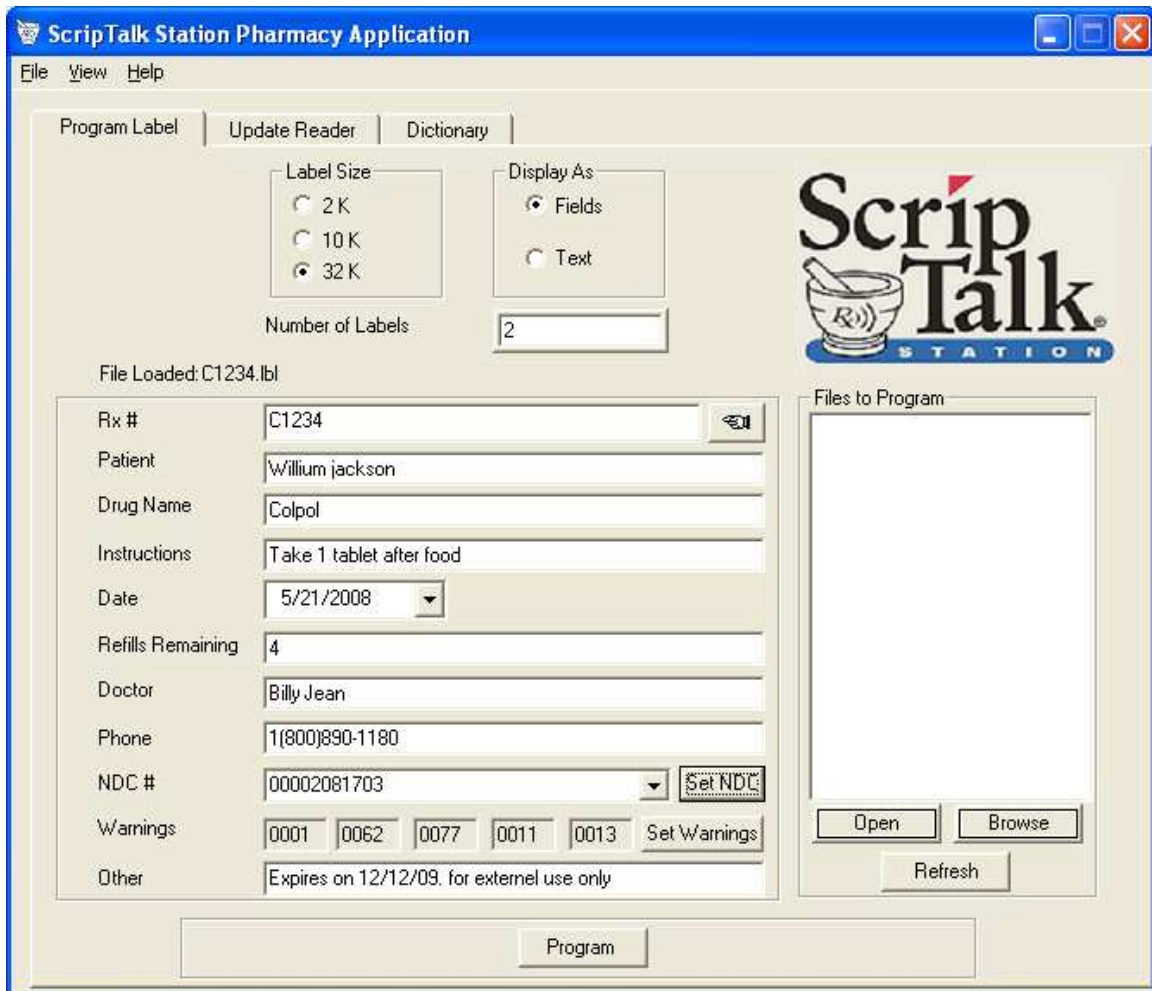 ScripTalk Station Pharmacy Application
File View Help
Program Label Update Reader Dictionary
Label Size
2 K
10 K
32 K
Display As
Fields
Text
Number of Labels 2
Scrip
Talk®
Rx
STATION
File Loaded: C1234.lbl
Rx # C1234
Patient Willium jackson
Drug Name Colpol
Instructions Take 1 tablet after food
Date 5/21/2008
Refills Remaining 4
Doctor Billy Jean
Phone 1(800)890-1180
NDC # 00002081703 Set NDC
Warnings 0001 0062 0077 0011 0013 Set Warnings
Other Expires on 12/12/09. for externel use only
Files to Program
Open Browse
Refresh
Program